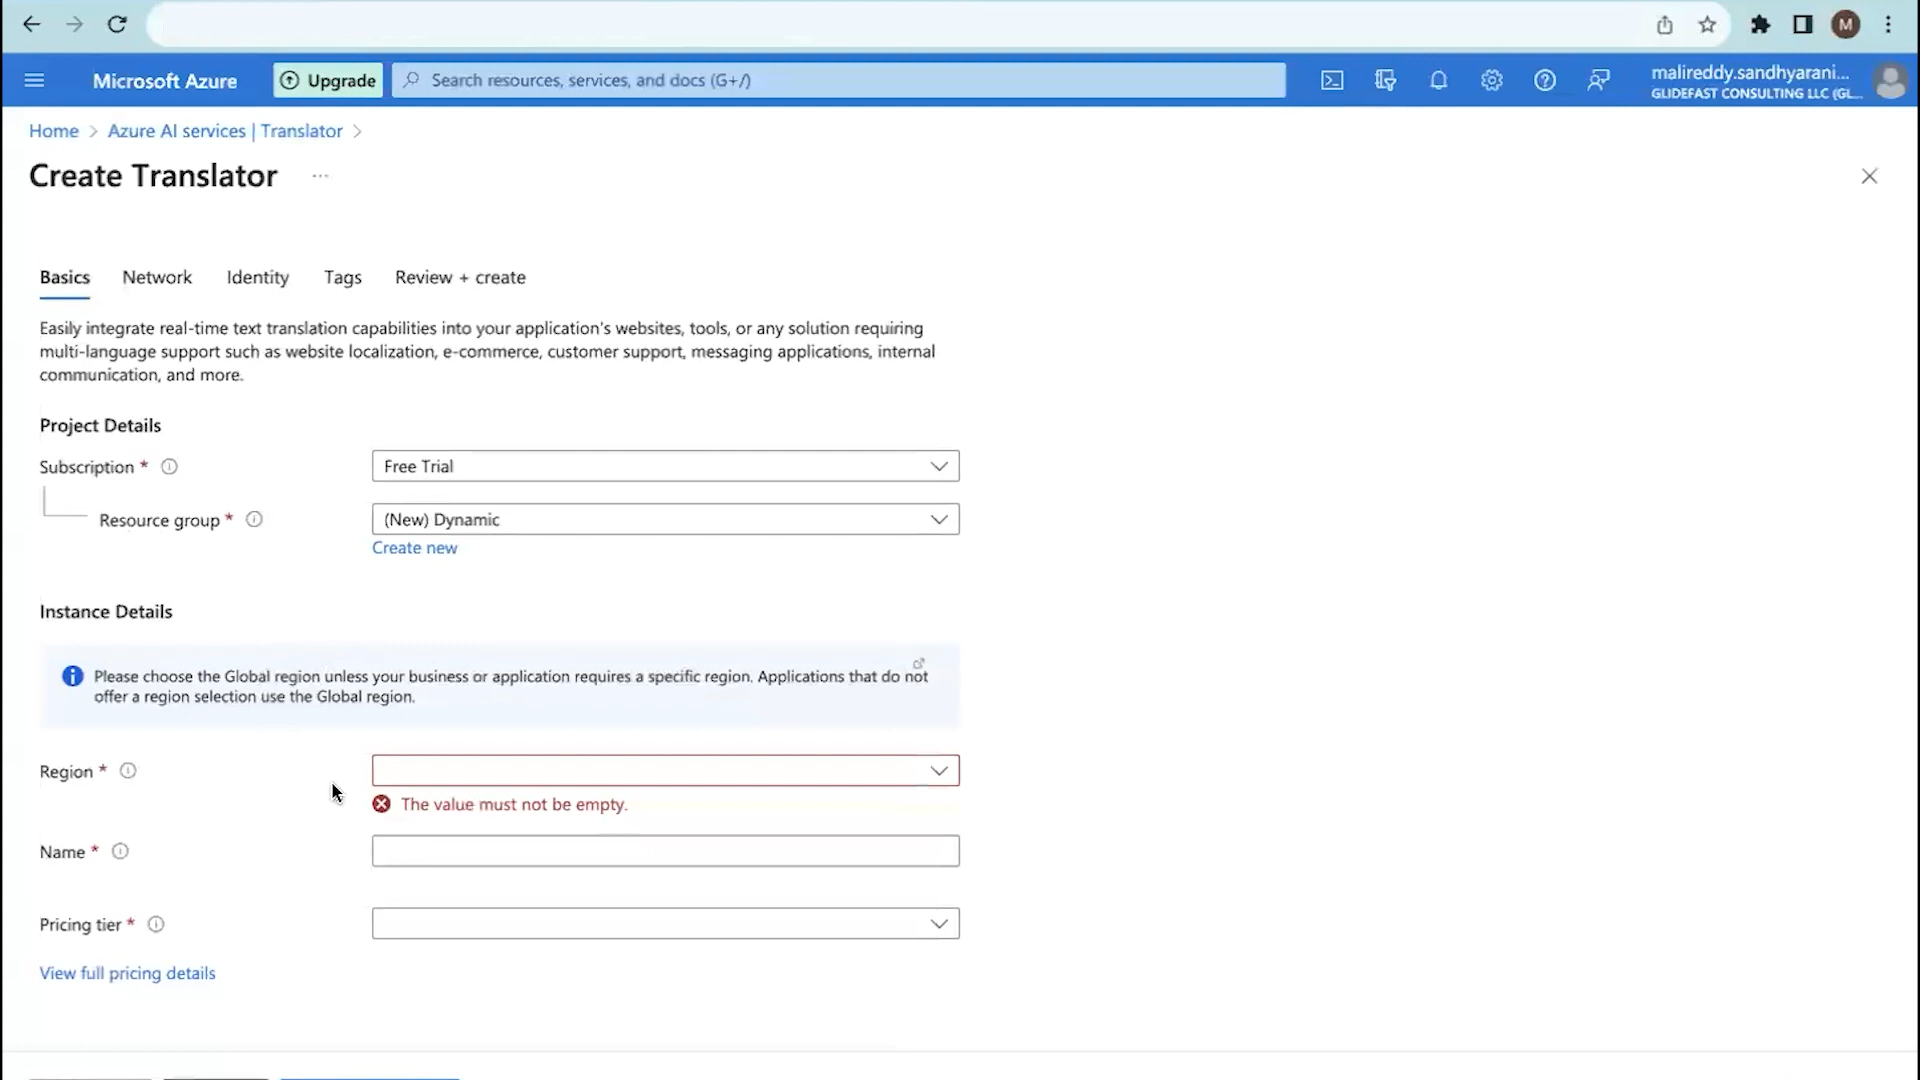 M
Microsoft Azure
Upgrade
Search resources, services, and docs (G+/)
malireddy.sandhyarani...
GLIDEFAST CONSULTING LLC (GL...
Home > Azure AI services | Translator >
Create Translator ...
Basics Network Identity Tags Review + create
Easily integrate real-time text translation capabilities into your application's websites, tools, or any solution requiring
multi-language support such as website localization, e-commerce, customer support, messaging applications, internal
communication, and more.
Project Details
Subscription *
Free Trial
Resource group *
(New) Dynamic
Create new
Instance Details
Please choose the Global region unless your business or application requires a specific region. Applications that do not
offer a region selection use the Global region.
Region *
The value must not be empty.
Name *
Pricing tier *
View full pricing details